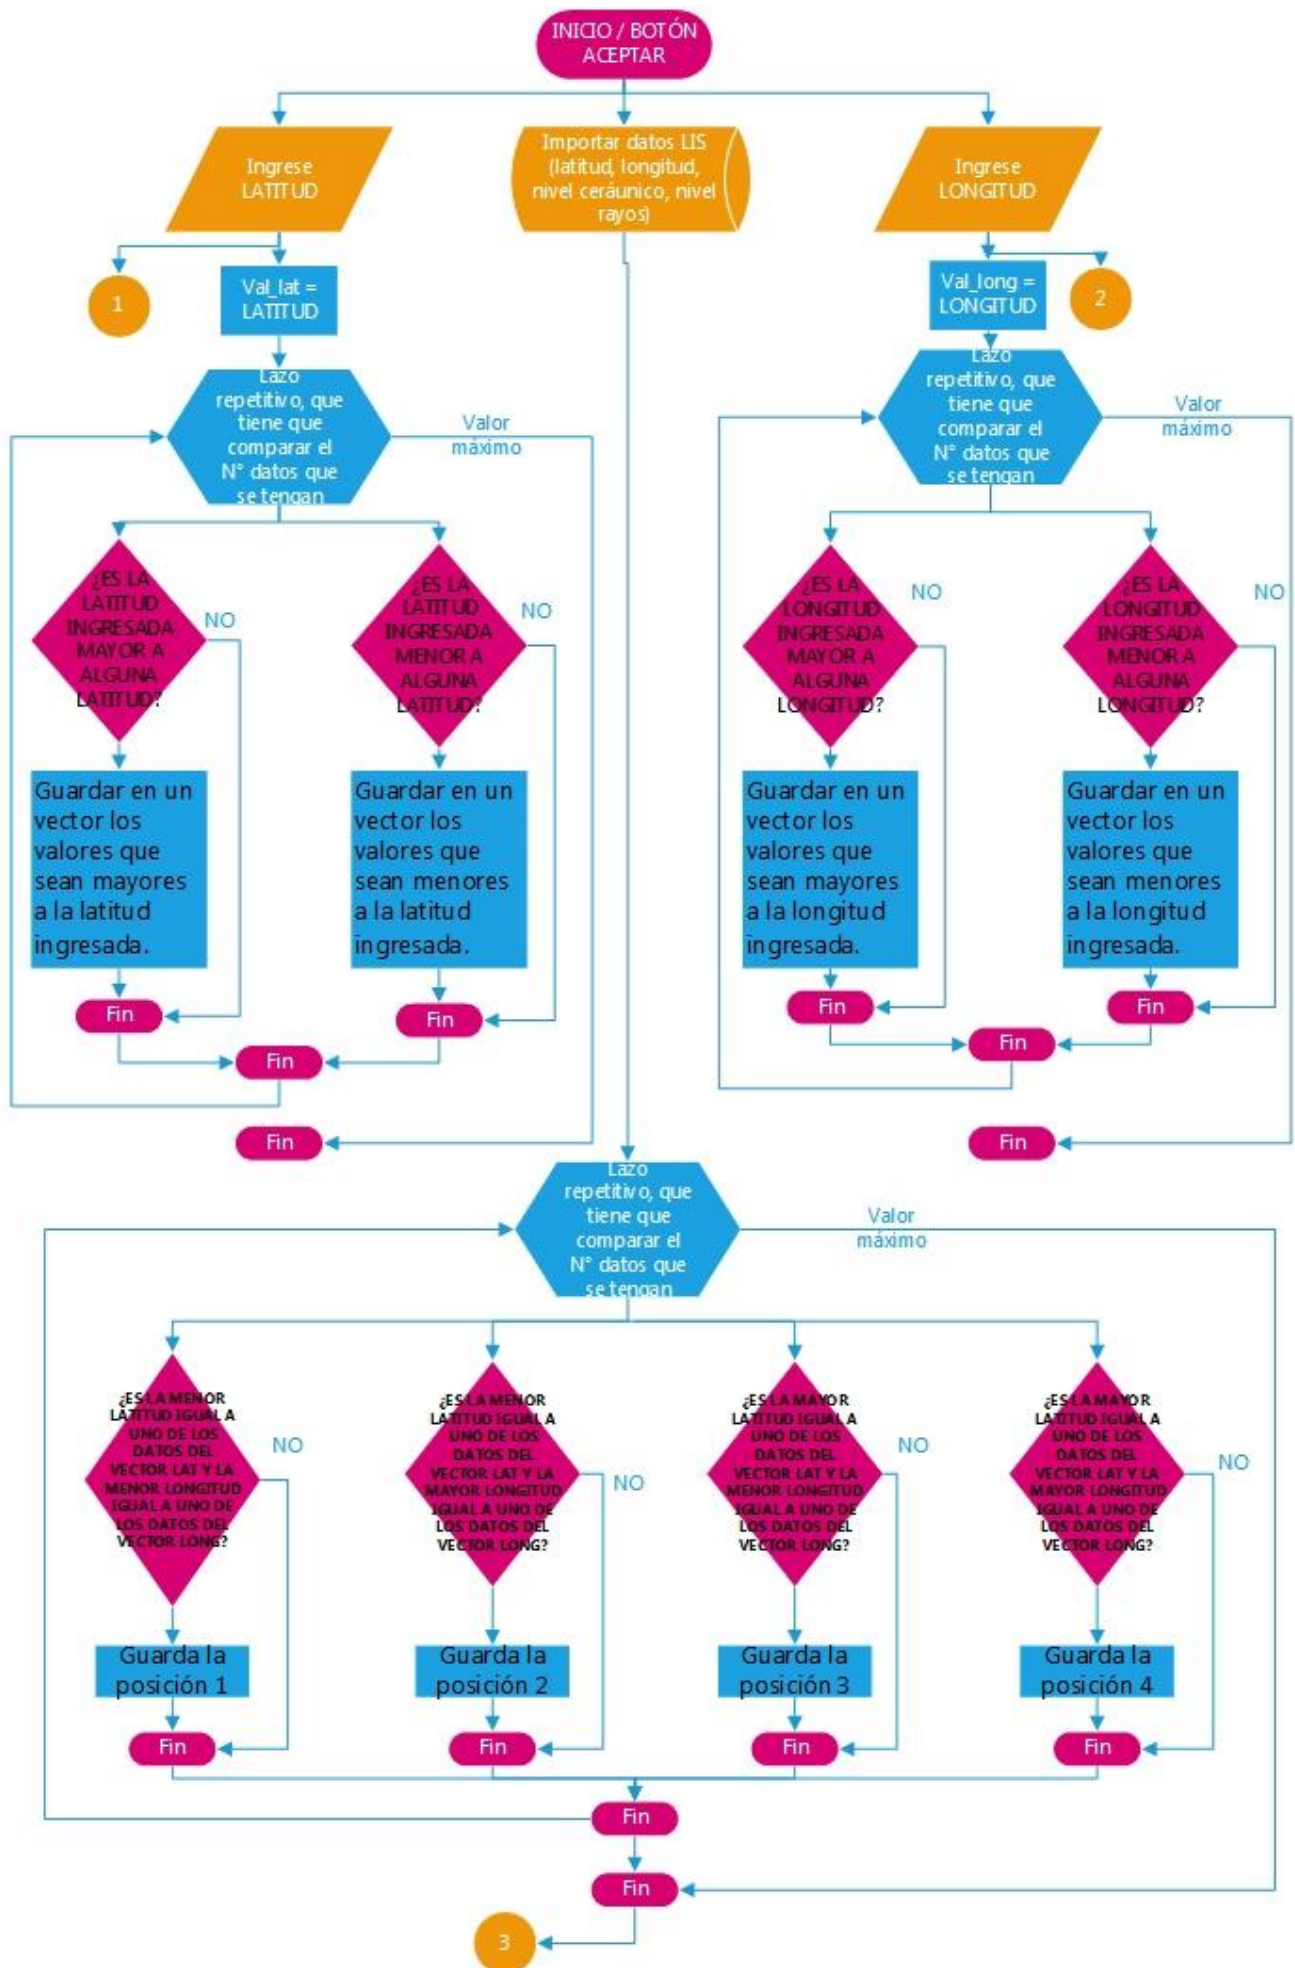 INICIO / BOTÓN
ACEPTAR
Ingrese
LATITUD
Importar datos LIS
(latitud, longitud,
nivel ceráunico, nivel
rayos)
Ingrese
LONGITUD
1
Val_lat =
LATITUD
Val_long =
LONGITUD
2
Lazo
repetitivo, que
tiene que
comparar el
N° datos que
se tengan
Valor
máximo
Lazo
repetitivo, que
tiene que
comparar el
N° datos que
se tengan
Valor
máximo
¿ES LA
LATITUD
INGRESADA
MAYOR A
ALGUNA
LATITUD?
NO
¿ES LA
LATITUD
INGRESADA
MENOR A
ALGUNA
LATITUD?
NO
¿ES LA
LONGITUD
INGRESADA
MAYOR A
ALGUNA
LONGITUD?
NO
¿ES LA
LONGITUD
INGRESADA
MENOR A
ALGUNA
LONGITUD?
NO
Guardar en un
vector los
valores que
sean mayores
a la latitud
ingresada.
Guardar en un
vector los
valores que
sean menores
a la latitud
ingresada.
Guardar en un
vector los
valores que
sean mayores
a la longitud
ingresada.
Guardar en un
vector los
valores que
sean menores
a la longitud
ingresada.
Fin
Fin
Fin
Fin
Fin
Fin
Fin
Fin
Lazo
repetitivo, que
tiene que
comparar el
N° datos que
se tengan
Valor
máximo
¿ES LA MENOR
LATITUD IGUAL A
UNO DE LOS
DATOS DEL
VECTOR LAT Y LA
MENOR LONGITUD
IGUAL A UNO DE
LOS DATOS DEL
VECTOR LONG?
NO
¿ES LA MENOR
LATITUD IGUAL A
UNO DE LOS
DATOS DEL
VECTOR LAT Y LA
MAYOR LONGITUD
IGUAL A UNO DE
LOS DATOS DEL
VECTOR LONG?
NO
¿ES LA MAYOR
LATITUD IGUAL A
UNO DE LOS
DATOS DEL
VECTOR LAT Y LA
MENOR LONGITUD
IGUAL A UNO DE
LOS DATOS DEL
VECTOR LONG?
NO
¿ES LA MAYOR
LATITUD IGUAL A
UNO DE LOS
DATOS DEL
VECTOR LAT Y LA
MAYOR LONGITUD
IGUAL A UNO DE
LOS DATOS DEL
VECTOR LONG?
NO
Guarda la
posición 1
Guarda la
posición 2
Guarda la
posición 3
Guarda la
posición 4
Fin
Fin
Fin
Fin
Fin
Fin
3